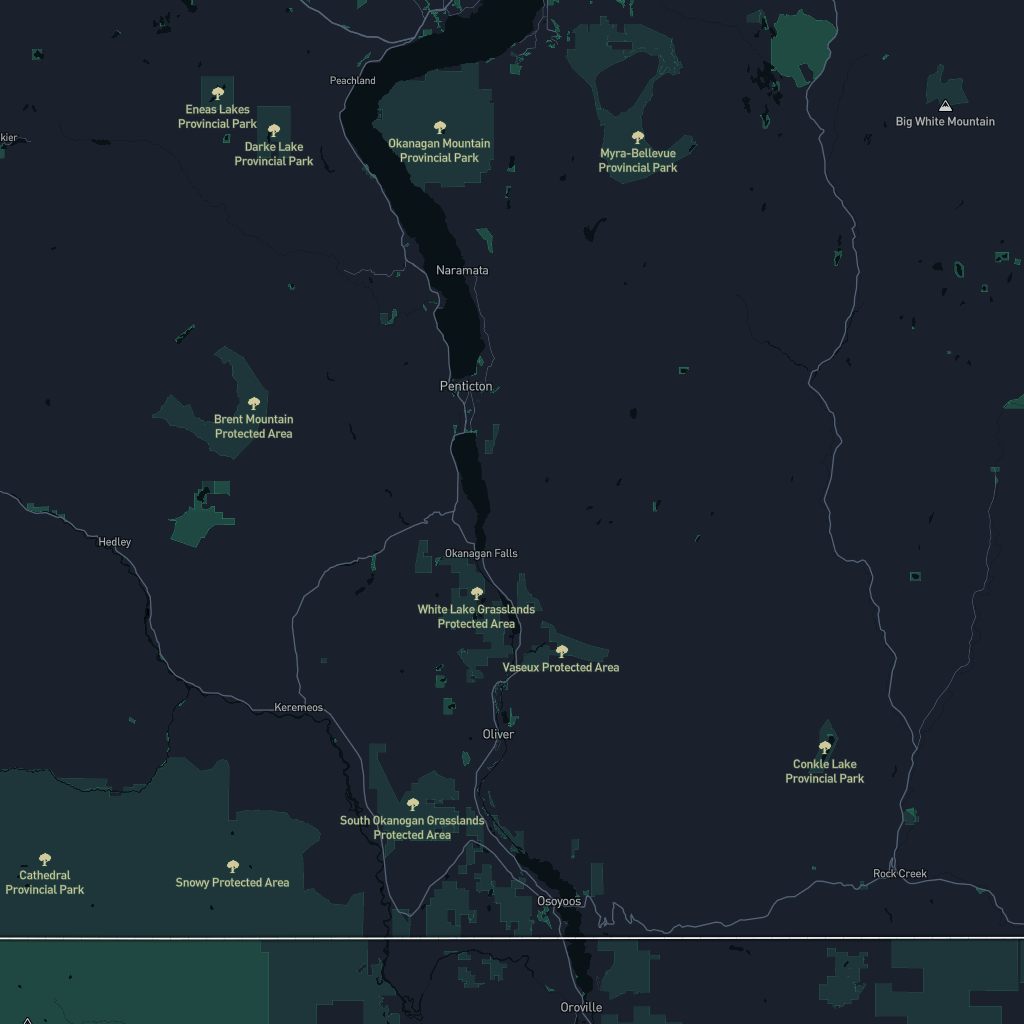 Peachland
Eneas Lakes
Provincial Park
Big White Mountain
kier
Okanagan Mountain
Provincial Park
Darke Lake
Provincial Park
Myra-Bellevue
Provincial Park
Naramata
Penticton
Brent Mountain
Protected Area
Hedley
Okanagan Falls
White Lake Grasslands
Protected Area
Vaseux Protected Area
Keremeos
Oliver
Conkle Lake
Provincial Park
South Okanogan Grasslands
Protected Area
Cathedral
Provincial Park
Snowy Protected Area
Rock Creek
Osoyoos
Oroville